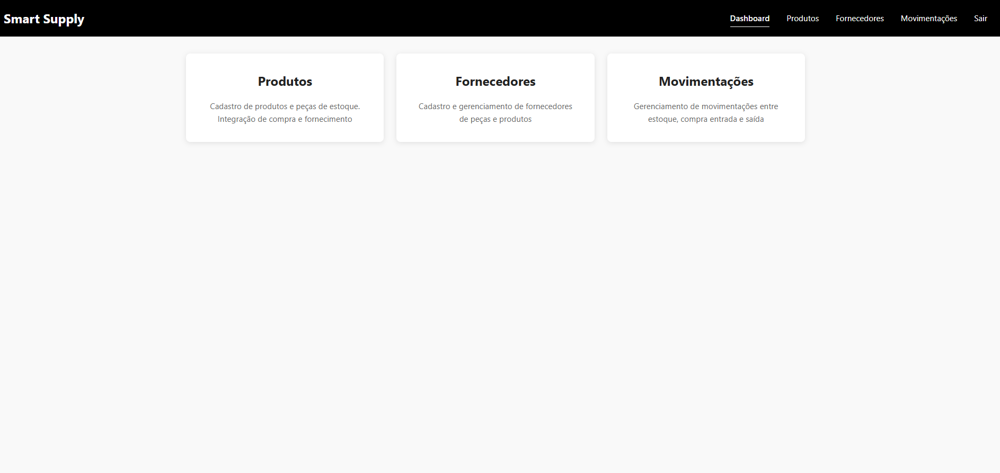 Smart Supply
Dashboard
Produtos
Fornecedores
Movimentações
Sair
Produtos
Cadastro de produtos e peças de estoque.
Integração de compra e fornecimento
Fornecedores
Cadastro e gerenciamento de fornecedores
de peças e produtos
Movimentações
Gerenciamento de movimentações entre
estoque, compra entrada e saída